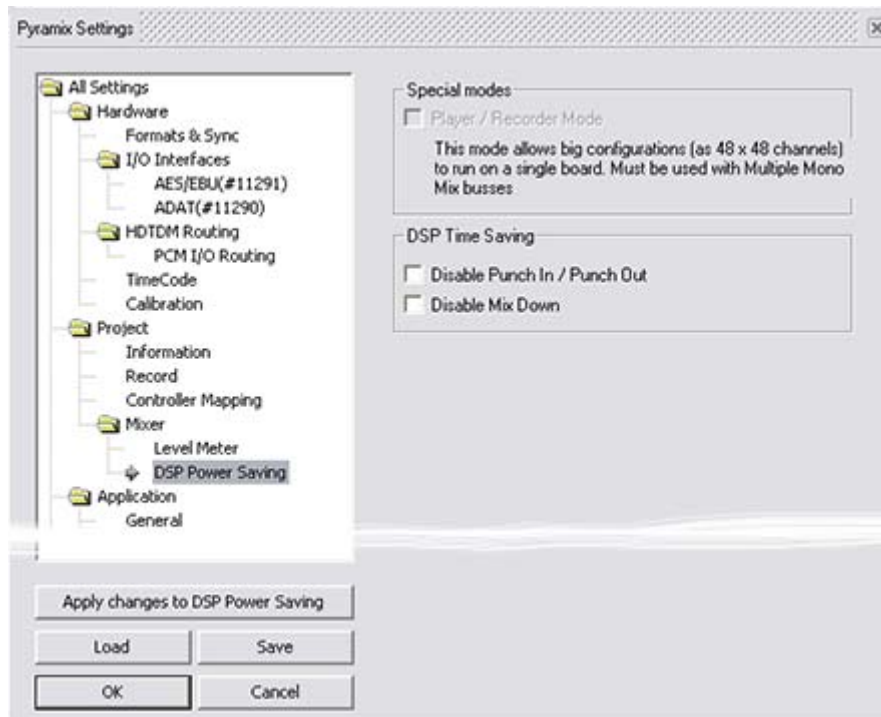 Pyramix Settings
All Settings
Hardware
Formats & Sync
I/O Interfaces
AES/EBU(#11291)
ADAT(#11290)
HDTDM Routing
PCM I/O Routing
TimeCode
Calibration
Project
Information
Record
Controller Mapping
Mixer
Level Meter
DSP Power Saving
Application
General
Apply changes to DSP Power Saving
Load
Save
OK
Cancel
Special modes
Player / Recorder Mode
This mode allows big configurations (as 48 x 48 channels)
to run on a single board. Must be used with Multiple Mono
Mix busses
DSP Time Saving
Disable Punch In / Punch Out
Disable Mix Down